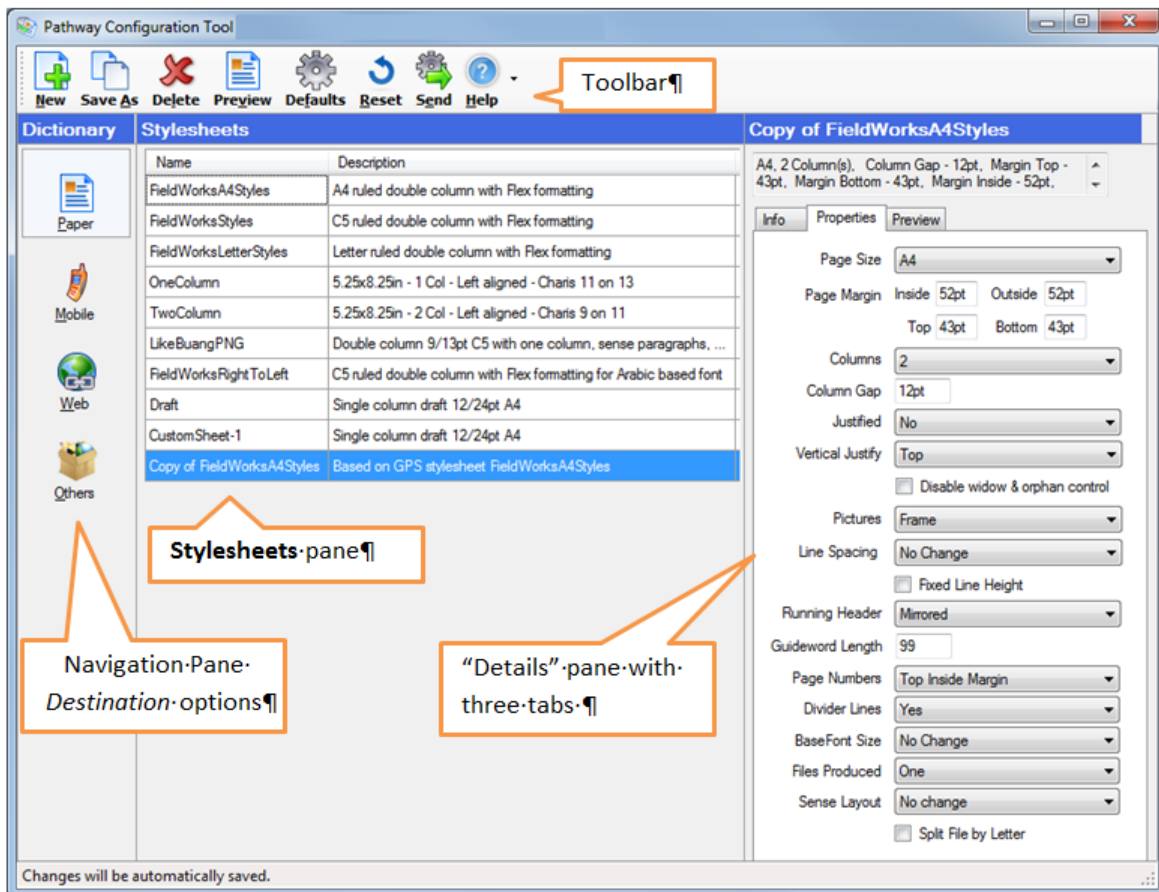 Pathway Configuration Tool
New Save As Delete Preview Defaults Reset Send Help
Toolbar¶
Dictionary
Paper
Mobile
Web
Others
Stylesheets
Name Description
FieldWorksA4Styles A4 ruled double column with Flex formatting
FieldWorksStyles C5 ruled double column with Flex formatting
FieldWorksLetterStyles Letter ruled double column with Flex formatting
OneColumn 5.25x8.25in - 1 Col - Left aligned - Charis 11 on 13
TwoColumn 5.25x8.25in - 2 Col - Left aligned - Charis 9 on 11
LikeBuangPNG Double column 9/13pt C5 with one column, sense paragraphs, ...
FieldWorksRightToLeft C5 ruled double column with Flex formatting for Arabic based font
Draft Single column draft 12/24pt A4
CustomSheet-1 Single column draft 12/24pt A4
Copy of FieldWorksA4Styles Based on GPS stylesheet FieldWorksA4Styles
Stylesheets·pane¶
Navigation·Pane·
Destination·options¶
“Details”·pane·with·
three·tabs·¶
Copy of FieldWorksA4Styles
A4, 2 Column(s), Column Gap - 12pt, Margin Top -
43pt, Margin Bottom - 43pt, Margin Inside - 52pt,
Info Properties Preview
Page Size A4
Page Margin Inside 52pt Outside 52pt
Top 43pt Bottom 43pt
Columns 2
Column Gap 12pt
Justified No
Vertical Justify Top
Disable widow & orphan control
Pictures Frame
Line Spacing No Change
Fixed Line Height
Running Header Mirrored
Guideword Length 99
Page Numbers Top Inside Margin
Divider Lines Yes
BaseFont Size No Change
Files Produced One
Sense Layout No change
Split File by Letter
Changes will be automatically saved.